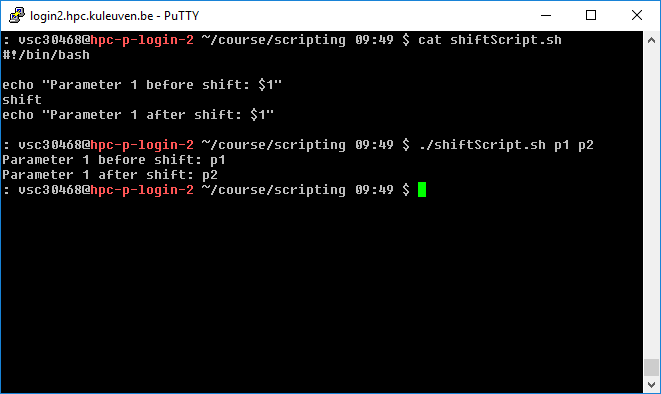 login2.hpc.kuleuven.be - PuTTY
: vsc30468@hpc-p-login-2 ~/course/scripting 09:49 $ cat shiftScript.sh
#!/bin/bash
echo "Parameter 1 before shift: $1"
shift
echo "Parameter 1 after shift: $1"
: vsc30468@hpc-p-login-2 ~/course/scripting 09:49 $ ./shiftScript.sh p1 p2
Parameter 1 before shift: p1
Parameter 1 after shift: p2
: vsc30468@hpc-p-login-2 ~/course/scripting 09:49 $